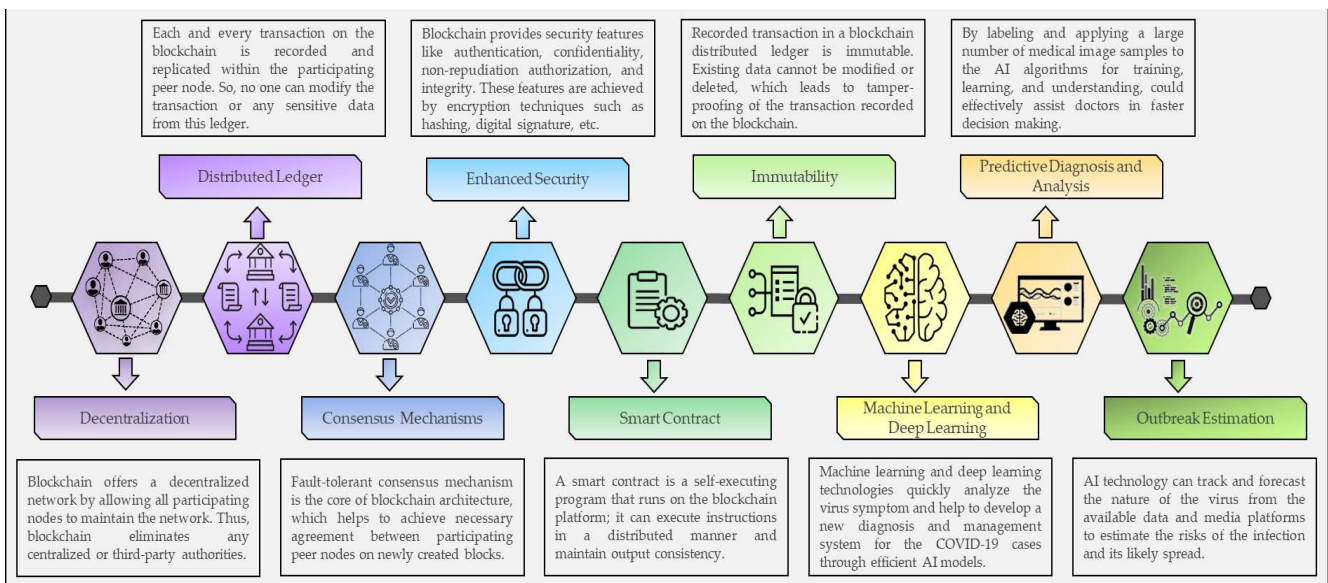 Each and every transaction on the
blockchain is recorded and
replicated within the participating
peer node. So, no one can modify the
transaction or any sensitive data
from this ledger.
Blockchain provides security features
like authentication, confidentiality,
non-repudiation authorization, and
integrity. These features are achieved
by encryption techniques such as
hashing, digital signature, etc.
Recorded transaction in a blockchain
distributed ledger is immutable.
Existing data cannot be modified or
deleted, which leads to tamper-
proofing of the transaction recorded
on the blockchain.
By labeling and applying a large
number of medical image samples to
the AI algorithms for training,
learning, and understanding, could
effectively assist doctors in faster
decision making.
Distributed Ledger
Enhanced Security
Immutability
Predictive Diagnosis and
Analysis
Decentralization
Consensus Mechanisms
Smart Contract
Machine Learning and
Deep Learning
Outbreak Estimation
Blockchain offers a decentralized
network by allowing all participating
nodes to maintain the network. Thus,
blockchain eliminates any
centralized or third-party authorities.
Fault-tolerant consensus mechanism
is the core of blockchain architecture,
which helps to achieve necessary
agreement between participating
peer nodes on newly created blocks.
A smart contract is a self-executing
program that runs on the blockchain
platform; it can execute instructions
in a distributed manner and
maintain output consistency.
Machine learning and deep learning
technologies quickly analyze the
virus symptom and help to develop a
new diagnosis and management
system for the COVID-19 cases
through efficient AI models.
AI technology can track and forecast
the nature of the virus from the
available data and media platforms
to estimate the risks of the infection
and its likely spread.